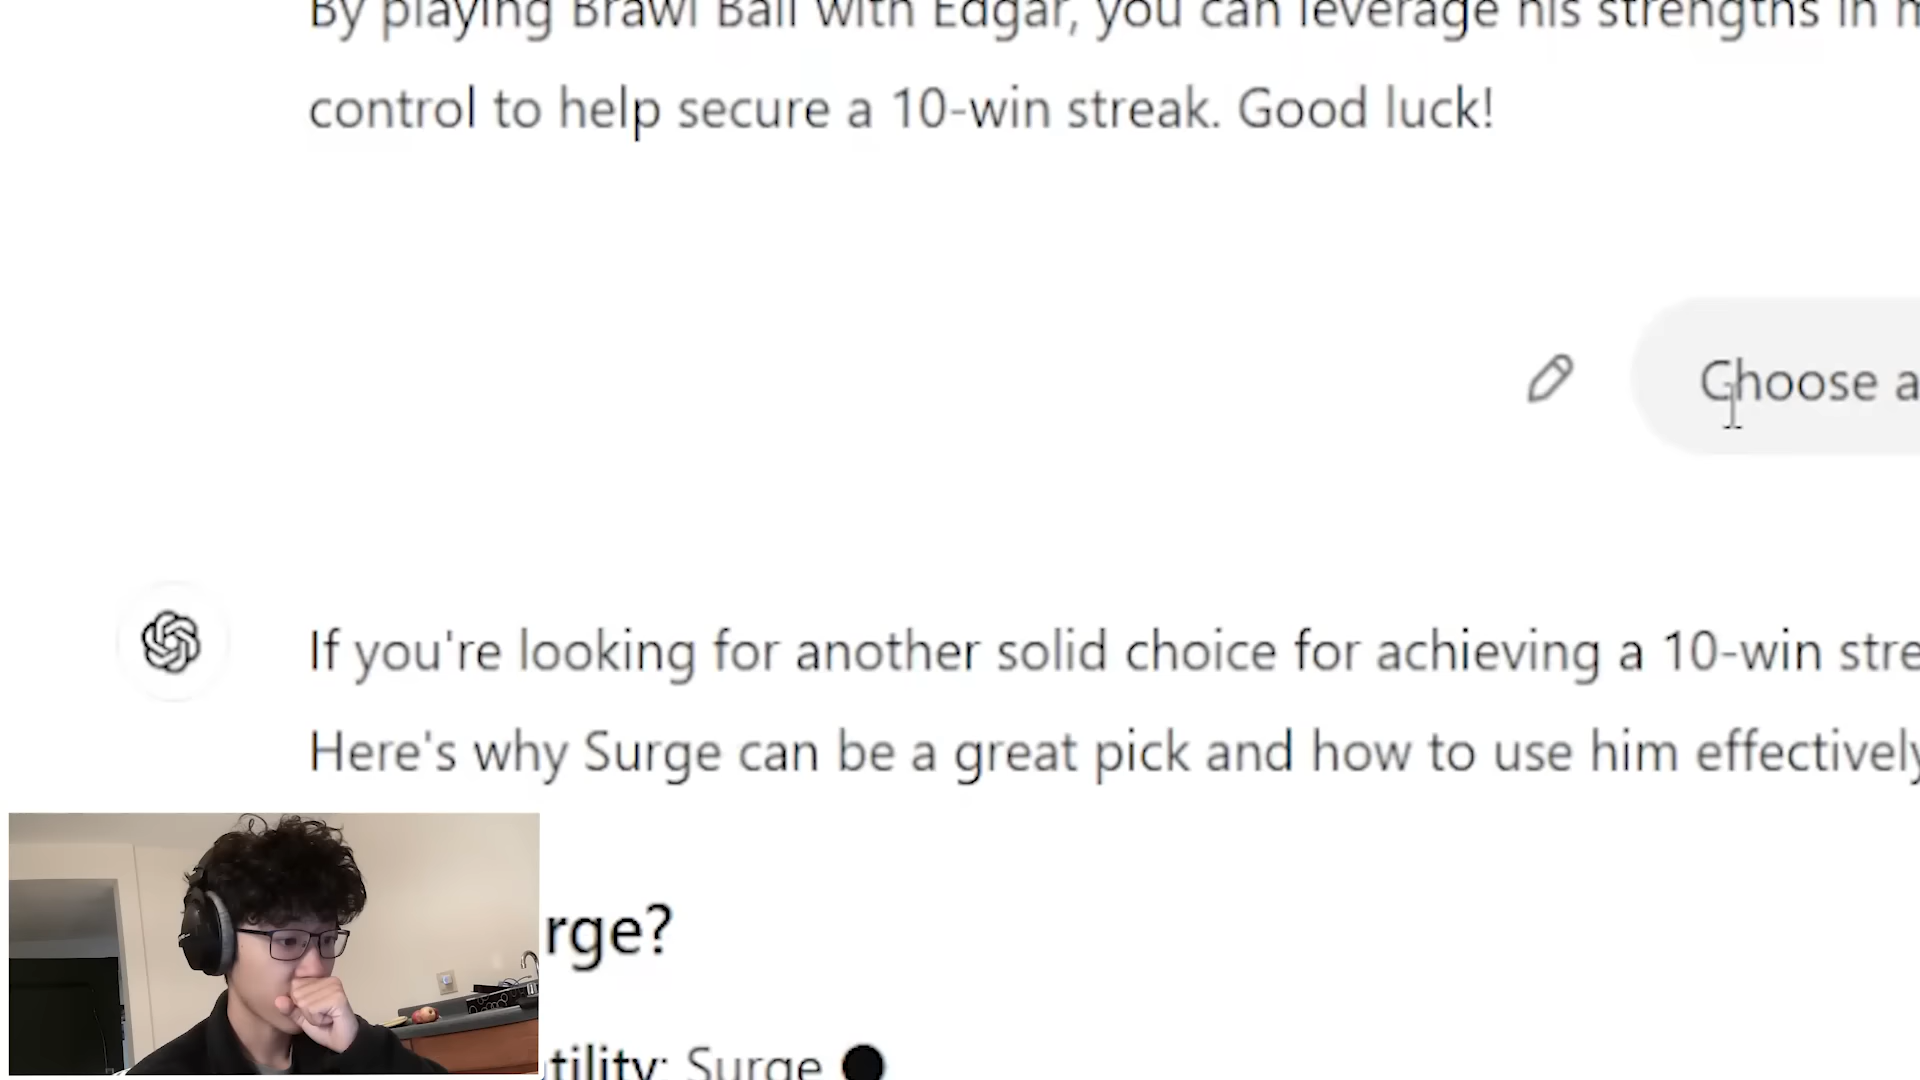 By playing Brawl Ball with Edgar, you can leverage his strengths in
control to help secure a 10-win streak. Good luck!
Choose a
If you're looking for another solid choice for achieving a 10-win stre
Here's why Surge can be a great pick and how to use him effectively
rge?
tility: Surge